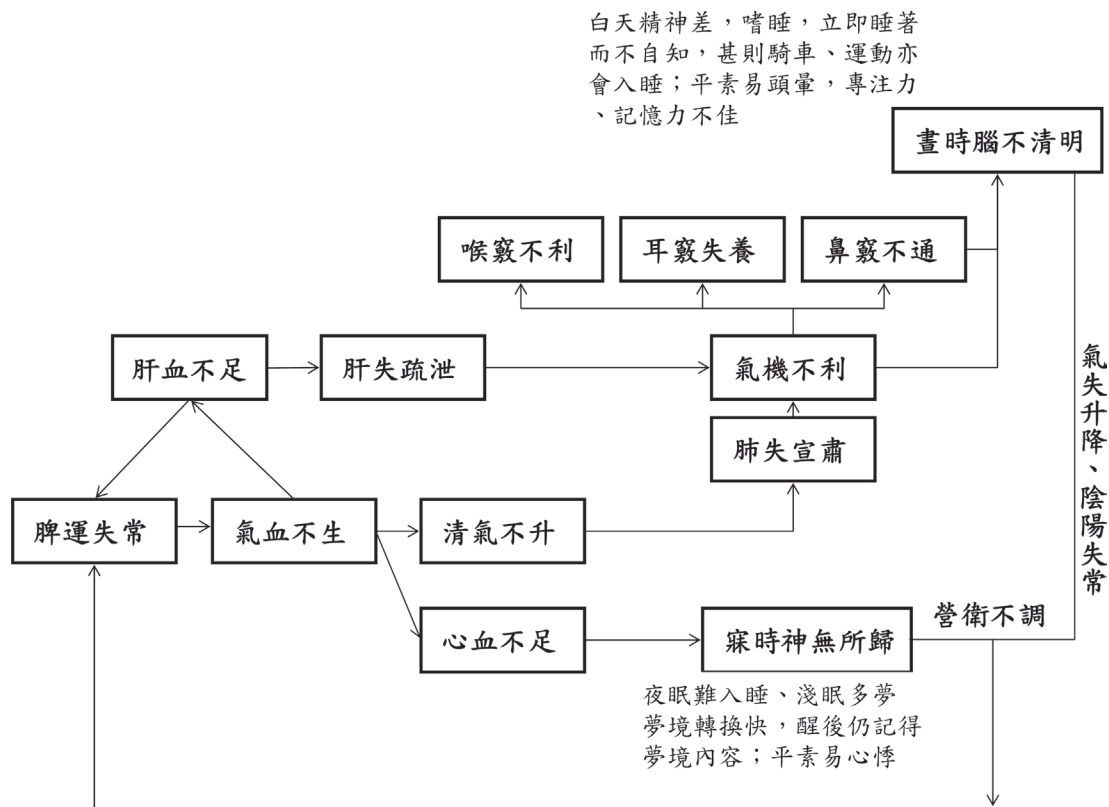 白天精神差，嗜睡，立即睡著
而不自知，甚則騎車、運動亦
會入睡；平素易頭暈，專注力
、記憶力不佳
晝時腦不清明
喉竅不利
耳竅失養
鼻竅不通
肝血不足
肝失疏泄
氣機不利
肺失宣肅
氣失升降、陰陽失常
脾運失常
氣血不生
清氣不升
心血不足
寐時神無所歸
營衛不調
夜眠難入睡、淺眠多夢
夢境轉換快，醒後仍記得
夢境內容；平素易心悸